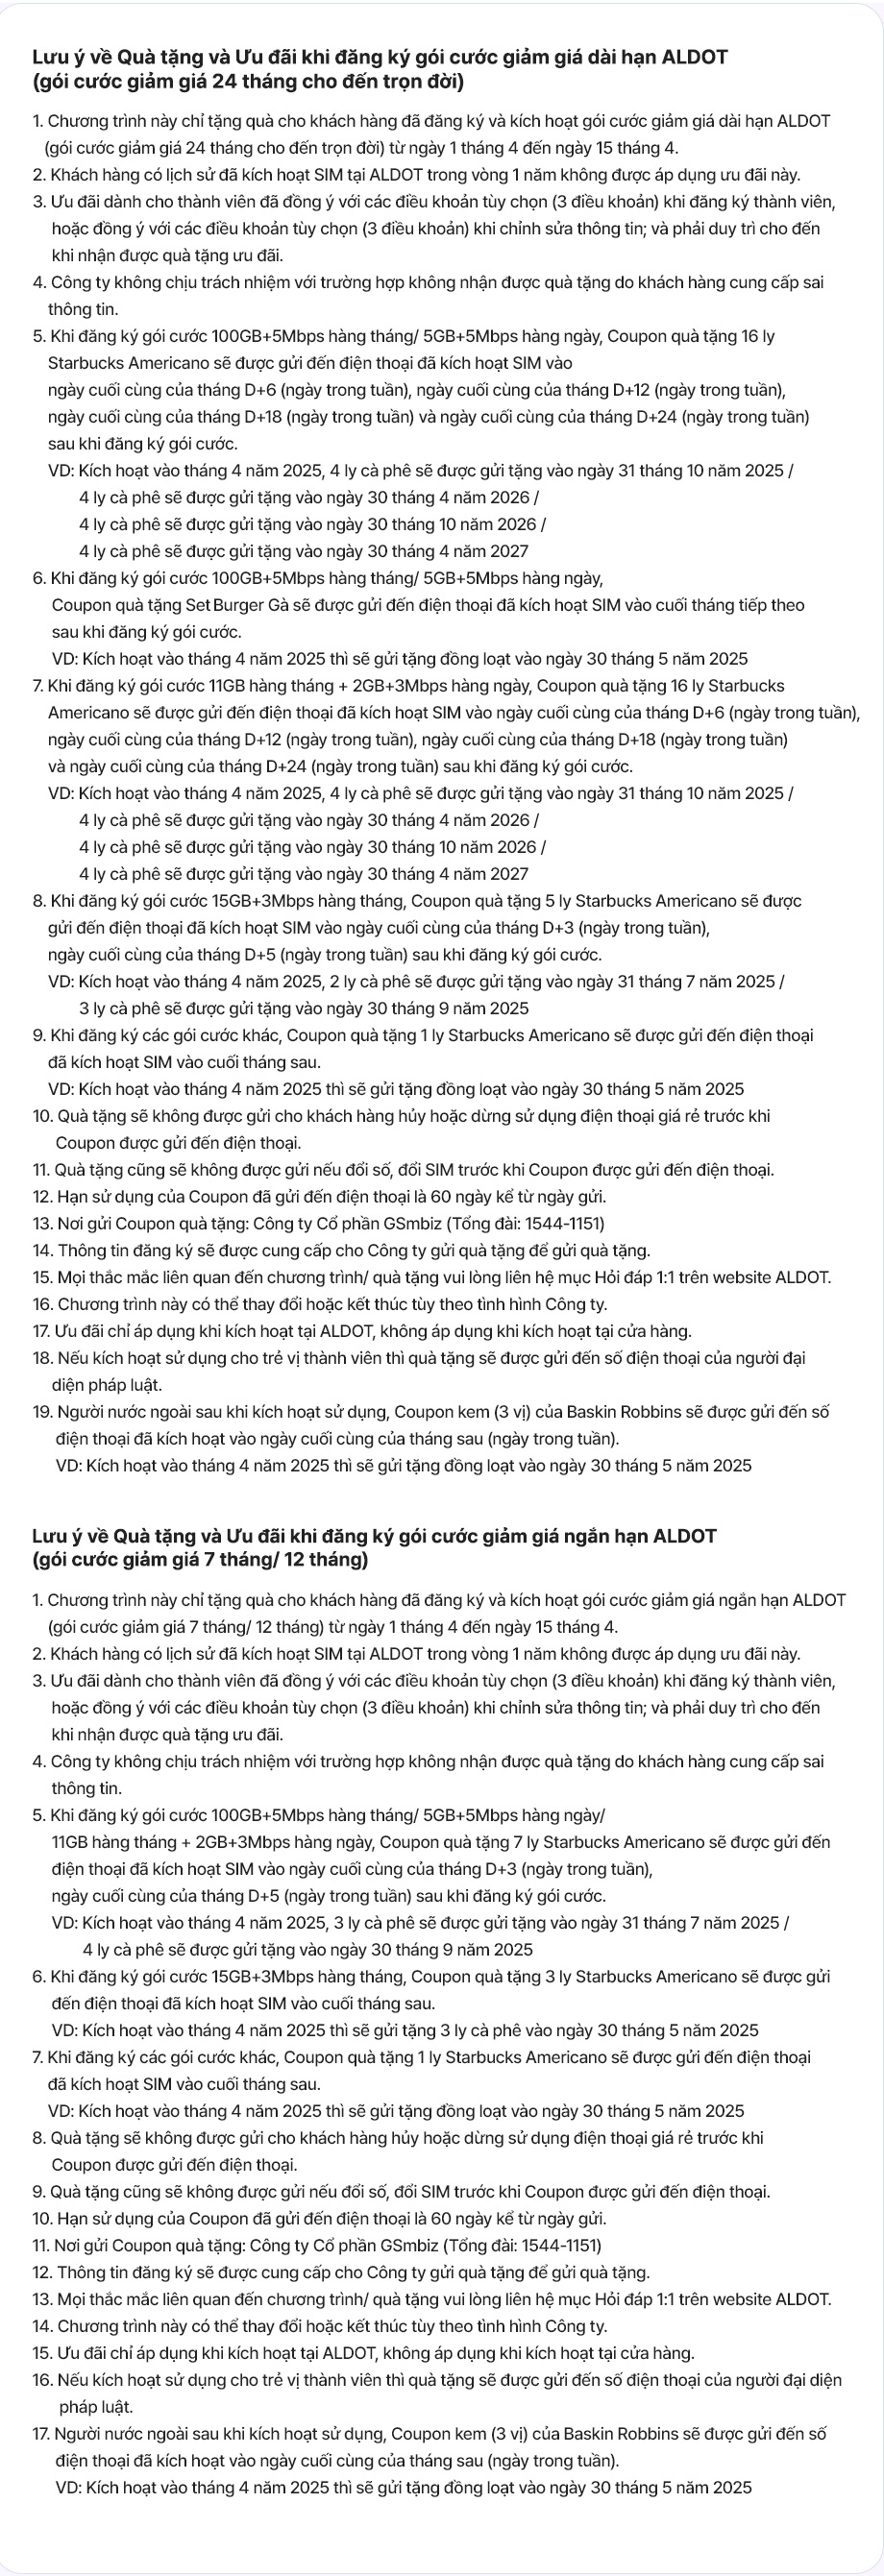 Lưu ý về Quà tặng và Ưu đãi khi đăng ký gói cước giảm giá dài hạn ALDOT
(gói cước giảm giá 24 tháng cho đến trọn đời)
1. Chương trình này chỉ tặng quà cho khách hàng đã đăng ký và kích hoạt gói cước giảm giá dài hạn ALDOT
(gói cước giảm giá 24 tháng cho đến trọn đời) từ ngày 1 tháng 4 đến ngày 15 tháng 4.
2. Khách hàng có lịch sử đã kích hoạt SIM tại ALDOT trong vòng 1 năm không được áp dụng ưu đãi này.
3. Ưu đãi dành cho thành viên đã đồng ý với các điều khoản tùy chọn (3 điều khoản) khi đăng ký thành viên,
hoặc đồng ý với các điều khoản tùy chọn (3 điều khoản) khi chỉnh sửa thông tin; và phải duy trì cho đến
khi nhận được quà tặng ưu đãi.
4. Công ty không chịu trách nhiệm với trường hợp không nhận được quà tặng do khách hàng cung cấp sai
thông tin.
5. Khi đăng ký gói cước 100GB+5Mbps hàng tháng/ 5GB+5Mbps hàng ngày, Coupon quà tặng 16 ly
Starbucks Americano sẽ được gửi đến điện thoại đã kích hoạt SIM vào
ngày cuối cùng của tháng D+6 (ngày trong tuần), ngày cuối cùng của tháng D+12 (ngày trong tuần),
ngày cuối cùng của tháng D+18 (ngày trong tuần) và ngày cuối cùng của tháng D+24 (ngày trong tuần)
sau khi đăng ký gói cước.
VD: Kích hoạt vào tháng 4 năm 2025, 4 ly cà phê sẽ được gửi tặng vào ngày 31 tháng 10 năm 2025 /
4 ly cà phê sẽ được gửi tặng vào ngày 30 tháng 4 năm 2026 /
4 ly cà phê sẽ được gửi tặng vào ngày 30 tháng 10 năm 2026 /
4 ly cà phê sẽ được gửi tặng vào ngày 30 tháng 4 năm 2027
6. Khi đăng ký gói cước 100GB+5Mbps hàng tháng/ 5GB+5Mbps hàng ngày,
Coupon quà tặng Set Burger Gà sẽ được gửi đến điện thoại đã kích hoạt SIM vào cuối tháng tiếp theo
sau khi đăng ký gói cước.
VD: Kích hoạt vào tháng 4 năm 2025 thì sẽ gửi tặng đồng loạt vào ngày 30 tháng 5 năm 2025
7. Khi đăng ký gói cước 11GB hàng tháng + 2GB+3Mbps hàng ngày, Coupon quà tặng 16 ly Starbucks
Americano sẽ được gửi đến điện thoại đã kích hoạt SIM vào ngày cuối cùng của tháng D+6 (ngày trong tuần),
ngày cuối cùng của tháng D+12 (ngày trong tuần), ngày cuối cùng của tháng D+18 (ngày trong tuần)
và ngày cuối cùng của tháng D+24 (ngày trong tuần) sau khi đăng ký gói cước.
VD: Kích hoạt vào tháng 4 năm 2025, 4 ly cà phê sẽ được gửi tặng vào ngày 31 tháng 10 năm 2025 /
4 ly cà phê sẽ được gửi tặng vào ngày 30 tháng 4 năm 2026 /
4 ly cà phê sẽ được gửi tặng vào ngày 30 tháng 10 năm 2026 /
4 ly cà phê sẽ được gửi tặng vào ngày 30 tháng 4 năm 2027
8. Khi đăng ký gói cước 15GB+3Mbps hàng tháng, Coupon quà tặng 5 ly Starbucks Americano sẽ được
gửi đến điện thoại đã kích hoạt SIM vào ngày cuối cùng của tháng D+3 (ngày trong tuần),
ngày cuối cùng của tháng D+5 (ngày trong tuần) sau khi đăng ký gói cước.
VD: Kích hoạt vào tháng 4 năm 2025, 2 ly cà phê sẽ được gửi tặng vào ngày 31 tháng 7 năm 2025 /
3 ly cà phê sẽ được gửi tặng vào ngày 30 tháng 9 năm 2025
9. Khi đăng ký các gói cước khác, Coupon quà tặng 1 ly Starbucks Americano sẽ được gửi đến điện thoại
đã kích hoạt SIM vào cuối tháng sau.
VD: Kích hoạt vào tháng 4 năm 2025 thì sẽ gửi tặng đồng loạt vào ngày 30 tháng 5 năm 2025
10. Quà tặng sẽ không được gửi cho khách hàng hủy hoặc dừng sử dụng điện thoại giá rẻ trước khi
Coupon được gửi đến điện thoại.
11. Quà tặng cũng sẽ không được gửi nếu đổi số, đổi SIM trước khi Coupon được gửi đến điện thoại.
12. Hạn sử dụng của Coupon đã gửi đến điện thoại là 60 ngày kể từ ngày gửi.
13. Nơi gửi Coupon quà tặng: Công ty Cổ phần GSmbiz (Tổng đài: 1544-1151)
14. Thông tin đăng ký sẽ được cung cấp cho Công ty gửi quà tặng để gửi quà tặng.
15. Mọi thắc mắc liên quan đến chương trình/ quà tặng vui lòng liên hệ mục Hỏi đáp 1:1 trên website ALDOT.
16. Chương trình này có thể thay đổi hoặc kết thúc tùy theo tình hình Công ty.
17. Ưu đãi chỉ áp dụng khi kích hoạt tại ALDOT, không áp dụng khi kích hoạt tại cửa hàng.
18. Nếu kích hoạt sử dụng cho trẻ vị thành viên thì quà tặng sẽ được gửi đến số điện thoại của người đại
diện pháp luật.
19. Người nước ngoài sau khi kích hoạt sử dụng, Coupon kem (3 vị) của Baskin Robbins sẽ được gửi đến số
điện thoại đã kích hoạt vào ngày cuối cùng của tháng sau (ngày trong tuần).
VD: Kích hoạt vào tháng 4 năm 2025 thì sẽ gửi tặng đồng loạt vào ngày 30 tháng 5 năm 2025
Lưu ý về Quà tặng và Ưu đãi khi đăng ký gói cước giảm giá ngắn hạn ALDOT
(gói cước giảm giá 7 tháng/ 12 tháng)
1. Chương trình này chỉ tặng quà cho khách hàng đã đăng ký và kích hoạt gói cước giảm giá ngắn hạn ALDOT
(gói cước giảm giá 7 tháng/ 12 tháng) từ ngày 1 tháng 4 đến ngày 15 tháng 4.
2. Khách hàng có lịch sử đã kích hoạt SIM tại ALDOT trong vòng 1 năm không được áp dụng ưu đãi này.
3. Ưu đãi dành cho thành viên đã đồng ý với các điều khoản tùy chọn (3 điều khoản) khi đăng ký thành viên,
hoặc đồng ý với các điều khoản tùy chọn (3 điều khoản) khi chỉnh sửa thông tin; và phải duy trì cho đến
khi nhận được quà tặng ưu đãi.
4. Công ty không chịu trách nhiệm với trường hợp không nhận được quà tặng do khách hàng cung cấp sai
thông tin.
5. Khi đăng ký gói cước 100GB+5Mbps hàng tháng/ 5GB+5Mbps hàng ngày/
11GB hàng tháng + 2GB+3Mbps hàng ngày, Coupon quà tặng 7 ly Starbucks Americano sẽ được gửi đến
điện thoại đã kích hoạt SIM vào ngày cuối cùng của tháng D+3 (ngày trong tuần),
ngày cuối cùng của tháng D+5 (ngày trong tuần) sau khi đăng ký gói cước.
VD: Kích hoạt vào tháng 4 năm 2025, 3 ly cà phê sẽ được gửi tặng vào ngày 31 tháng 7 năm 2025 /
4 ly cà phê sẽ được gửi tặng vào ngày 30 tháng 9 năm 2025
6. Khi đăng ký gói cước 15GB+3Mbps hàng tháng, Coupon quà tặng 3 ly Starbucks Americano sẽ được gửi
đến điện thoại đã kích hoạt SIM vào cuối tháng sau.
VD: Kích hoạt vào tháng 4 năm 2025 thì sẽ gửi tặng 3 ly cà phê vào ngày 30 tháng 5 năm 2025
7. Khi đăng ký các gói cước khác, Coupon quà tặng 1 ly Starbucks Americano sẽ được gửi đến điện thoại
đã kích hoạt SIM vào cuối tháng sau.
VD: Kích hoạt vào tháng 4 năm 2025 thì sẽ gửi tặng đồng loạt vào ngày 30 tháng 5 năm 2025
8. Quà tặng sẽ không được gửi cho khách hàng hủy hoặc dừng sử dụng điện thoại giá rẻ trước khi
Coupon được gửi đến điện thoại.
9. Quà tặng cũng sẽ không được gửi nếu đổi số, đổi SIM trước khi Coupon được gửi đến điện thoại.
10. Hạn sử dụng của Coupon đã gửi đến điện thoại là 60 ngày kể từ ngày gửi.
11. Nơi gửi Coupon quà tặng: Công ty Cổ phần GSmbiz (Tổng đài: 1544-1151)
12. Thông tin đăng ký sẽ được cung cấp cho Công ty gửi quà tặng để gửi quà tặng.
13. Mọi thắc mắc liên quan đến chương trình/ quà tặng vui lòng liên hệ mục Hỏi đáp 1:1 trên website ALDOT.
14. Chương trình này có thể thay đổi hoặc kết thúc tùy theo tình hình Công ty.
15. Ưu đãi chỉ áp dụng khi kích hoạt tại ALDOT, không áp dụng khi kích hoạt tại cửa hàng.
16. Nếu kích hoạt sử dụng cho trẻ vị thành viên thì quà tặng sẽ được gửi đến số điện thoại của người đại diện
pháp luật.
17. Người nước ngoài sau khi kích hoạt sử dụng, Coupon kem (3 vị) của Baskin Robbins sẽ được gửi đến số
điện thoại đã kích hoạt vào ngày cuối cùng của tháng sau (ngày trong tuần).
VD: Kích hoạt vào tháng 4 năm 2025 thì sẽ gửi tặng đồng loạt vào ngày 30 tháng 5 năm 2025